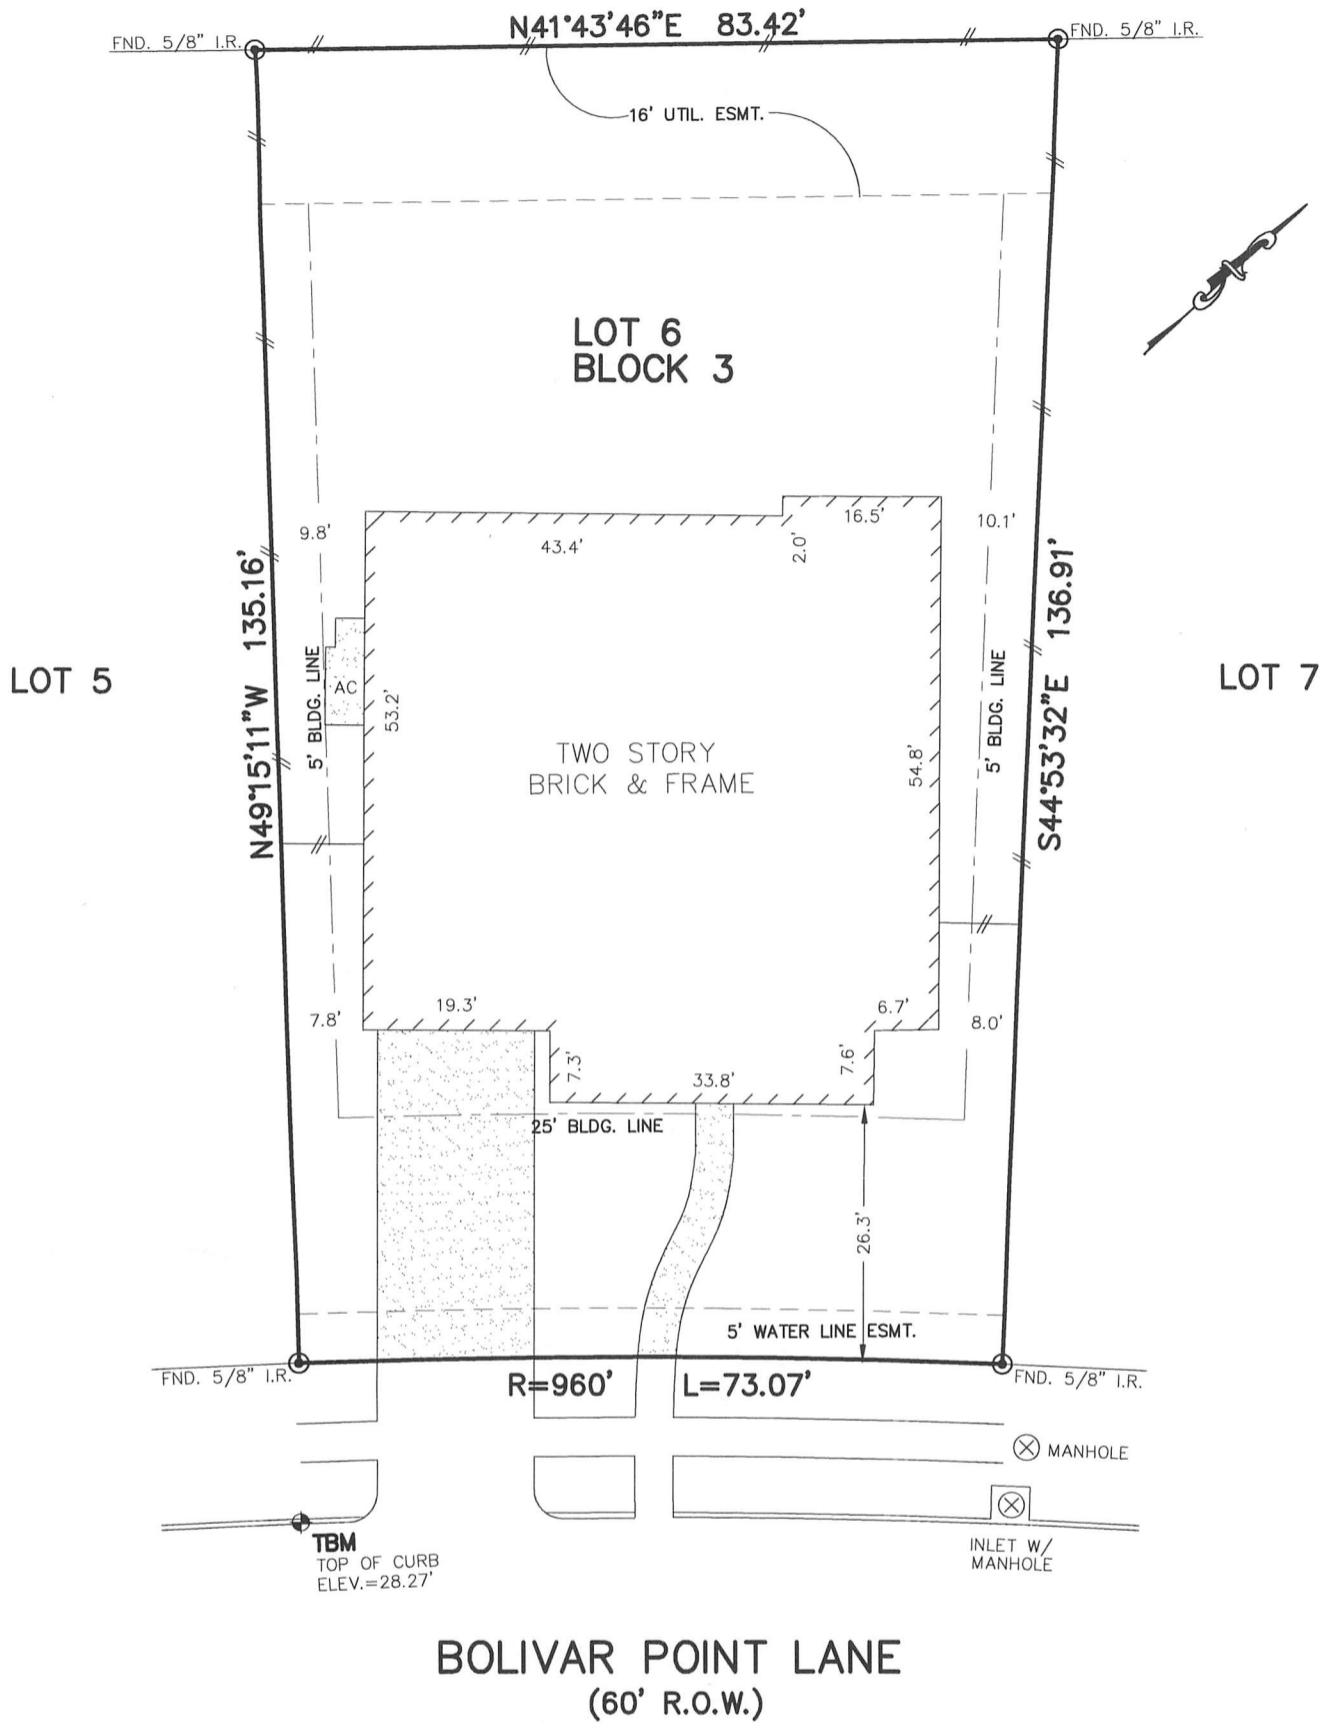 N41°43'46"E 83.42'
FND. 5/8" I.R.
FND. 5/8" I.R.
16' UTIL. ESMT.
LOT 6
BLOCK 3
9.8'
43.4'
16.5'
2.0'
10.1'
N49°15'11"W 135.16'
S44°53'32"E 136.91'
LOT 5
5' BLDG. LINE
AC
53.2'
TWO STORY
BRICK & FRAME
54.8'
5' BLDG. LINE
LOT 7
7.8'
19.3'
6.7'
8.0'
7.3'
33.8'
7.6'
25' BLDG. LINE
26.3'
5' WATER LINE ESMT.
FND. 5/8" I.R.
R=960' L=73.07'
FND. 5/8" I.R.
MANHOLE
TBM
TOP OF CURB
ELEV.=28.27'
INLET W/
MANHOLE
BOLIVAR POINT LANE
(60' R.O.W.)